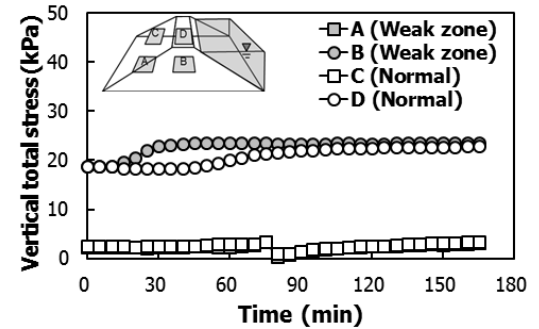 50
40
30
20
10
0
Vertical total stress (kPa)
C
D
A
B
A (Weak zone)
B (Weak zone)
C (Normal)
D (Normal)
0 30 60 90 120 150 180
Time (min)